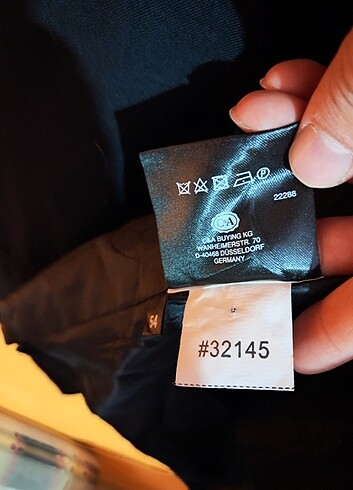 P
22288
C&A
C&A BUYING KG
WANHEIMERSTR. 70
D-40468 DÜSSELDORF
GERMANY
#32145